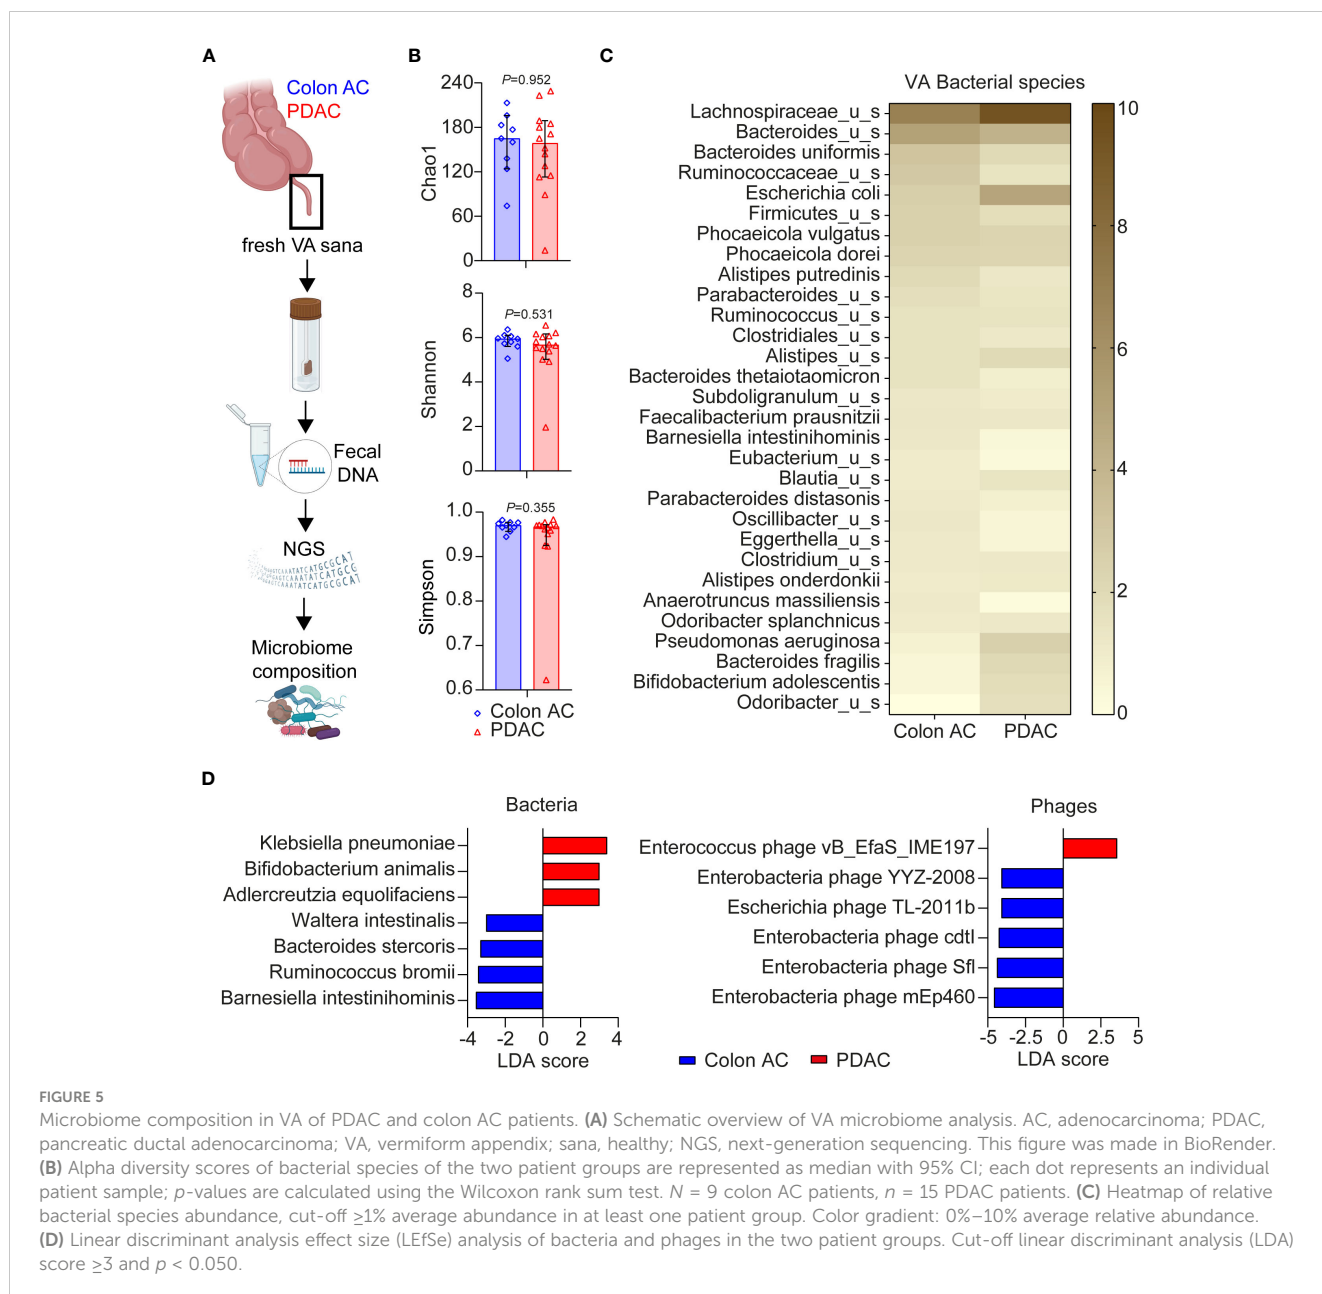 A
Colon AC
PDAC
fresh VA sana
Fecal
DNA
NGS
Microbiome
composition
B
P=0.952
240
180
120
60
0
Chao1
P=0.531
8
6
4
2
0
Shannon
P=0.355
1.0
0.9
0.8
0.7
0.6
Simpson
Colon AC
PDAC
C
VA Bacterial species
Lachnospiraceae_u_s
Bacteroides_u_s
Bacteroides uniformis
Ruminococcaceae_u_s
Escherichia coli
Firmicutes_u_s
Phocaeicola vulgatus
Phocaeicola dorei
Alistipes putredinis
Parabacteroides_u_s
Ruminococcus_u_s
Clostridiales_u_s
Alistipes_u_s
Bacteroides thetaiotaomicron
Subdoligranulum_u_s
Faecalibacterium prausnitzii
Barnesiella intestinihominis
Eubacterium_u_s
Blautia_u_s
Parabacteroides distasonis
Oscillibacter_u_s
Eggerthella_u_s
Clostridium_u_s
Alistipes onderdonkii
Anaerotruncus massiliensis
Odoribacter splanchnicus
Pseudomonas aeruginosa
Bacteroides fragilis
Bifidobacterium adolescentis
Odoribacter_u_s
Colon AC PDAC
10
8
6
4
2
0
D
Bacteria
Klebsiella pneumoniae
Bifidobacterium animalis
Adlercreutzia equolifaciens
Waltera intestinalis
Bacteroides stercoris
Ruminococcus bromii
Barnesiella intestinihominis
-4 -2 0 2 4
LDA score
Phages
Enterococcus phage vB_EfaS_IME197
Enterobacteria phage YYZ-2008
Escherichia phage TL-2011b
Enterobacteria phage cdtI
Enterobacteria phage SfI
Enterobacteria phage mEp460
-5 -2.5 0 2.5 5
LDA score
Colon AC PDAC
FIGURE 5
Microbiome composition in VA of PDAC and colon AC patients. (A) Schematic overview of VA microbiome analysis. AC, adenocarcinoma; PDAC,
pancreatic ductal adenocarcinoma; VA, vermiform appendix; sana, healthy; NGS, next-generation sequencing. This figure was made in BioRender.
(B) Alpha diversity scores of bacterial species of the two patient groups are represented as median with 95% CI; each dot represents an individual
patient sample; p-values are calculated using the Wilcoxon rank sum test. N = 9 colon AC patients, n = 15 PDAC patients. (C) Heatmap of relative
bacterial species abundance, cut-off ≥1% average abundance in at least one patient group. Color gradient: 0%–10% average relative abundance.
(D) Linear discriminant analysis effect size (LEfSe) analysis of bacteria and phages in the two patient groups. Cut-off linear discriminant analysis (LDA)
score ≥3 and p < 0.050.